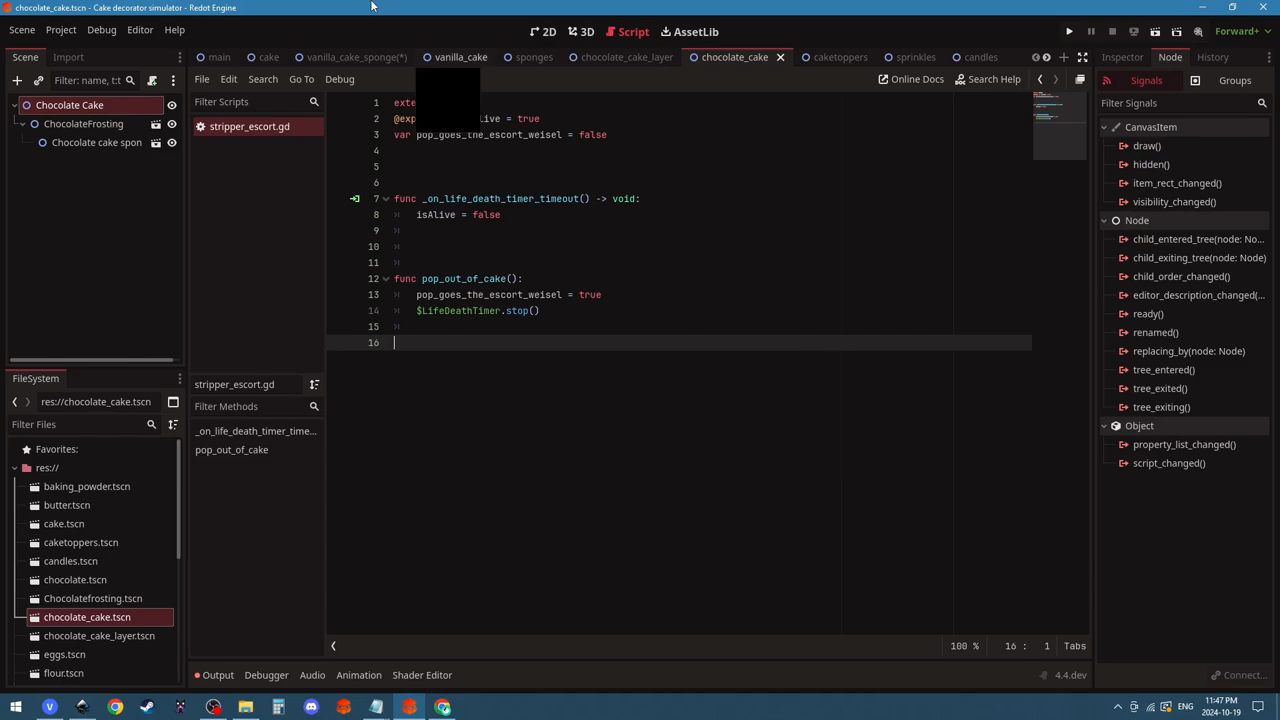 chocolate_cake.tscn - Cake decorator simulator - Redot Engine
Scene Project Debug Editor Help
2D 3D Script AssetLib
Forward+
Scene Import
main cake vanilla_cake_sponge(*) vanilla_cake sponges chocolate_cake_layer chocolate_cake caketoppers sprinkles candles
Inspector Node History
Filter: name, t:t
File Edit Search Go To Debug
Online Docs Search Help
Signals Groups
Chocolate Cake
ChocolateFrosting
Chocolate cake spon
Filter Scripts
stripper_escort.gd
1 exte
2 @exp live = true
3 var pop_goes_the_escort_weisel = false
4
5
6
7 func _on_life_death_timer_timeout() -> void:
8 isAlive = false
9
10
11
12 func pop_out_of_cake():
13 pop_goes_the_escort_weisel = true
14 $LifeDeathTimer.stop()
15
16
Filter Signals
CanvasItem
draw()
hidden()
item_rect_changed()
visibility_changed()
Node
child_entered_tree(node: No...
child_exiting_tree(node: Node)
child_order_changed()
editor_description_changed(...
ready()
renamed()
replacing_by(node: Node)
tree_entered()
tree_exited()
tree_exiting()
Object
property_list_changed()
script_changed()
FileSystem
res://chocolate_cake.tscn
Filter Files
Favorites:
res://
baking_powder.tscn
butter.tscn
cake.tscn
caketoppers.tscn
candles.tscn
chocolate.tscn
Chocolatefrosting.tscn
chocolate_cake.tscn
chocolate_cake_layer.tscn
eggs.tscn
flour.tscn
stripper_escort.gd
Filter Methods
_on_life_death_timer_time...
pop_out_of_cake
100 % 16 : 1 Tabs
Output Debugger Audio Animation Shader Editor
4.4.dev
Connect...
ENG
11:47 PM
2024-10-19